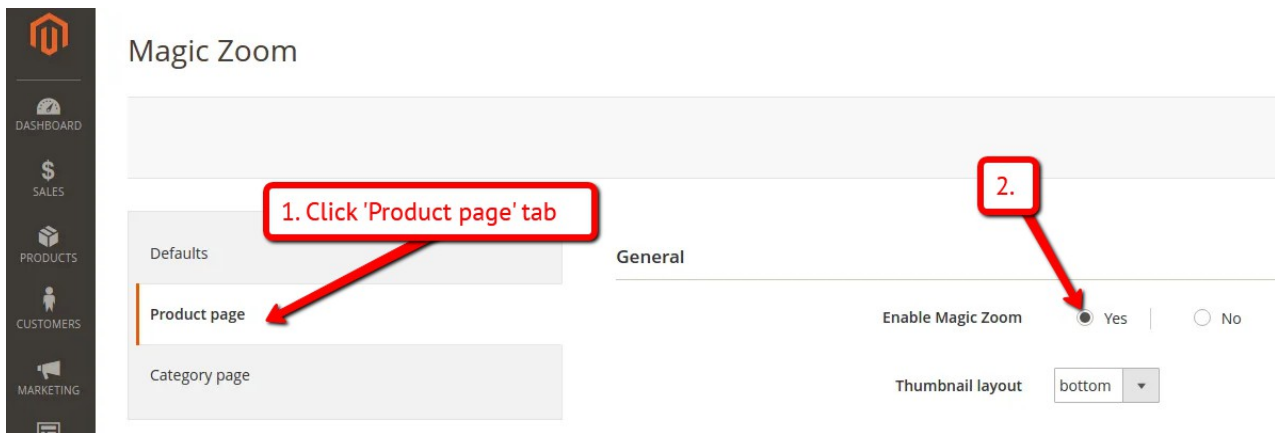 Magic Zoom
DASHBOARD
SALES
PRODUCTS
CUSTOMERS
MARKETING
1. Click 'Product page' tab
2.
Defaults
Product page
Category page
General
Enable Magic Zoom Yes No
Thumbnail layout bottom